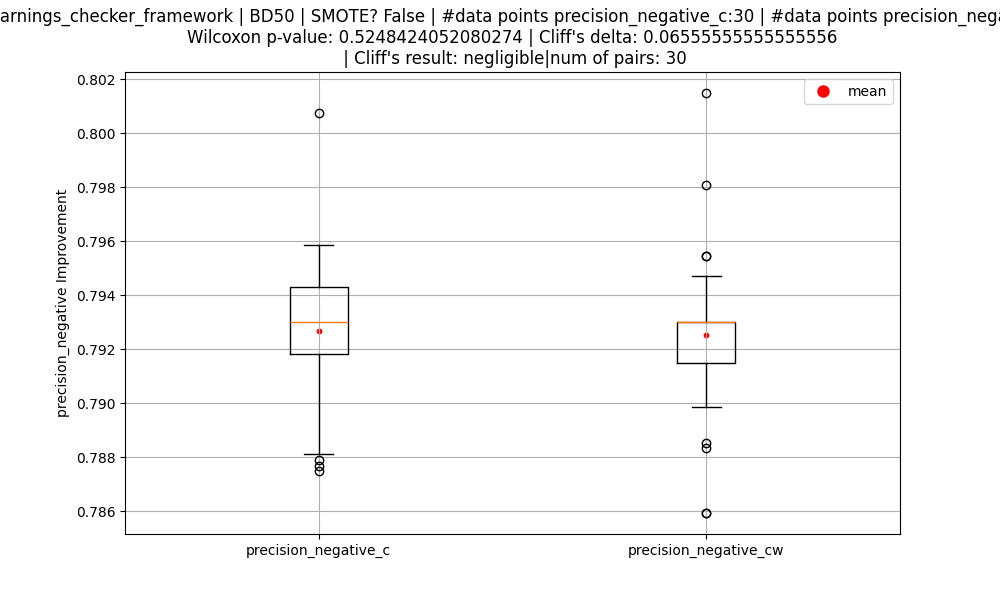 arnings_checker_framework | BD50 | SMOTE? False | #data points precision_negative_c:30 | #data points precision_nega
Wilcoxon p-value: 0.5248424052080274 | Cliff's delta: 0.06555555555555556
| Cliff's result: negligible|num of pairs: 30
mean
0.802
0.800
0.798
0.796
0.794
0.792
0.790
0.788
0.786
precision_negative Improvement
precision_negative_c
precision_negative_cw